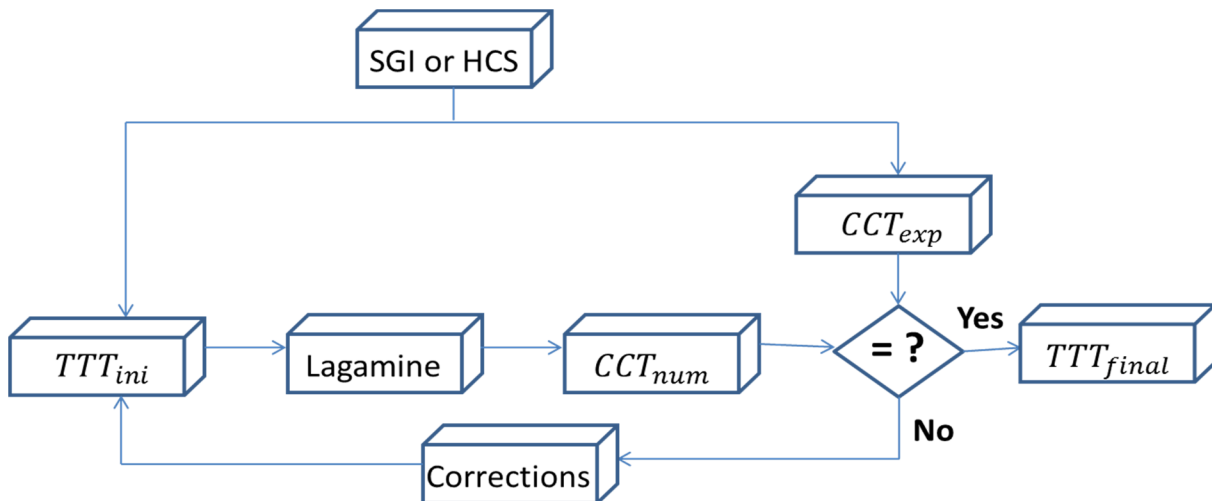 SGI or HCS
CCT_exp
Yes
TTT_ini
Lagamine
CCT_num
= ?
TTT_final
No
Corrections